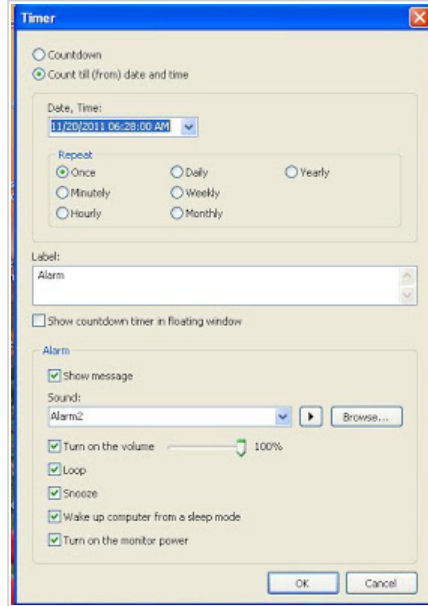 Timer
Countdown
Count till (from) date and time
Date, Time:
11/20/2011 06:28:00 AM
Repeat
Once Daily Yearly
Minutely Weekly
Hourly Monthly
Label:
Alarm
Show countdown timer in floating window
Alarm
Show message
Sound:
Alarm2 Browse...
Turn on the volume 100%
Loop
Snooze
Wake up computer from a sleep mode
Turn on the monitor power
OK Cancel